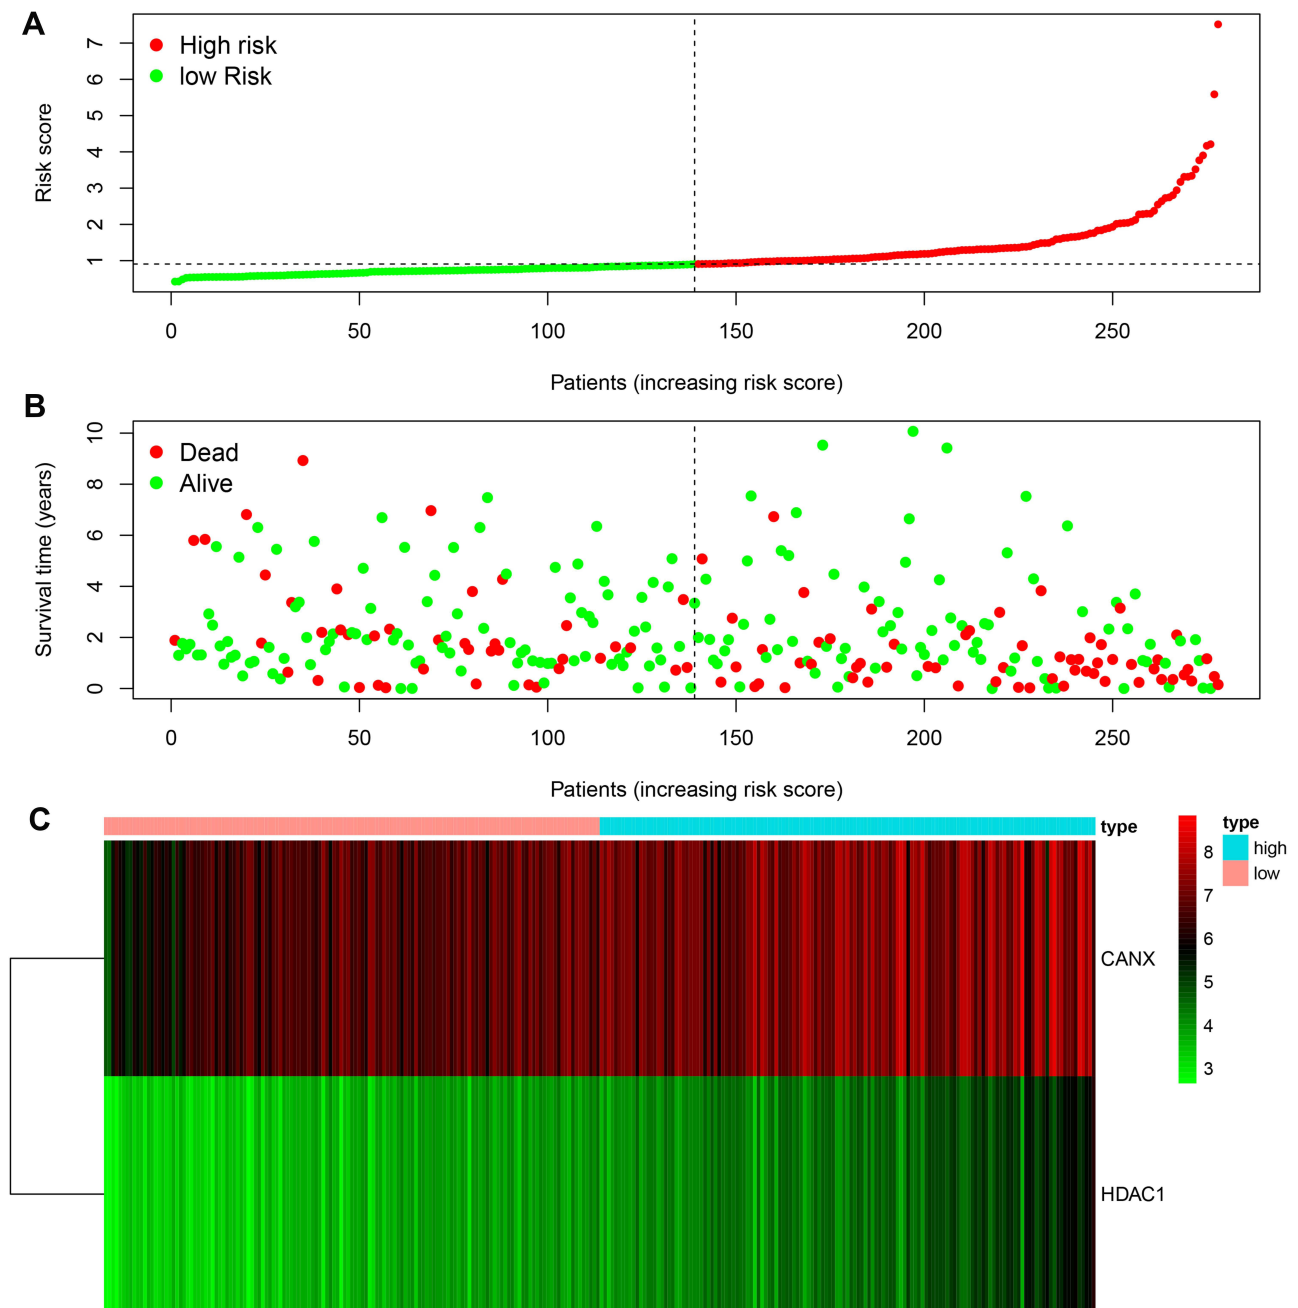 A
High risk
low Risk
Risk score
7
6
5
4
3
2
1
0 50 100 150 200 250
Patients (increasing risk score)
B
Dead
Alive
Survival time (years)
10
8
6
4
2
0
0 50 100 150 200 250
Patients (increasing risk score)
C
type
type
high
low
8
7
6
5
4
3
CANX
HDAC1